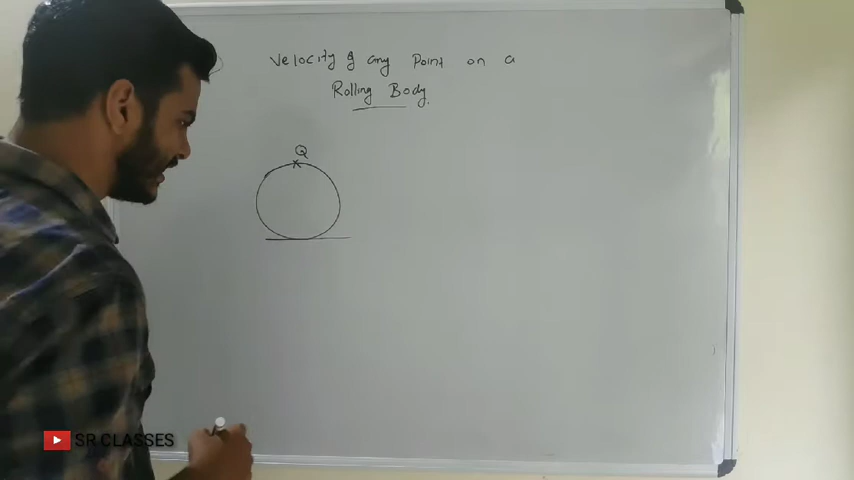 Velocity of any Point on a
Rolling Body.
Q
SR CLASSES